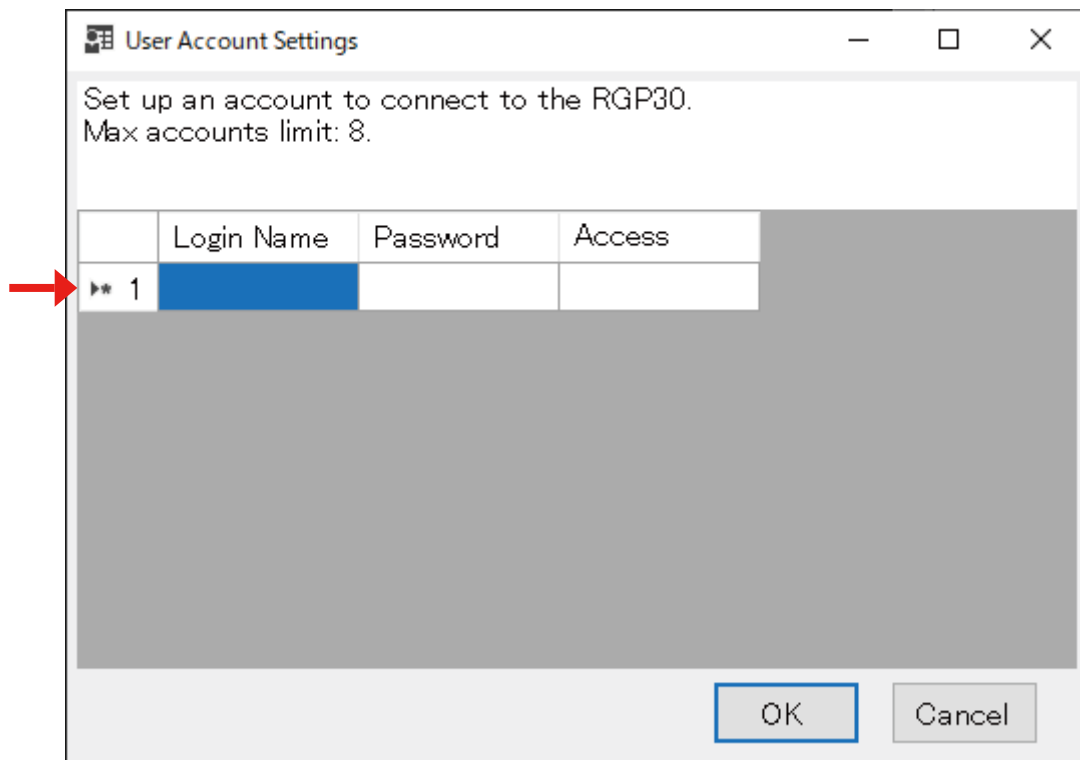 User Account Settings
Set up an account to connect to the RGP30.
Max accounts limit: 8.
Login Name Password Access
1
OK Cancel